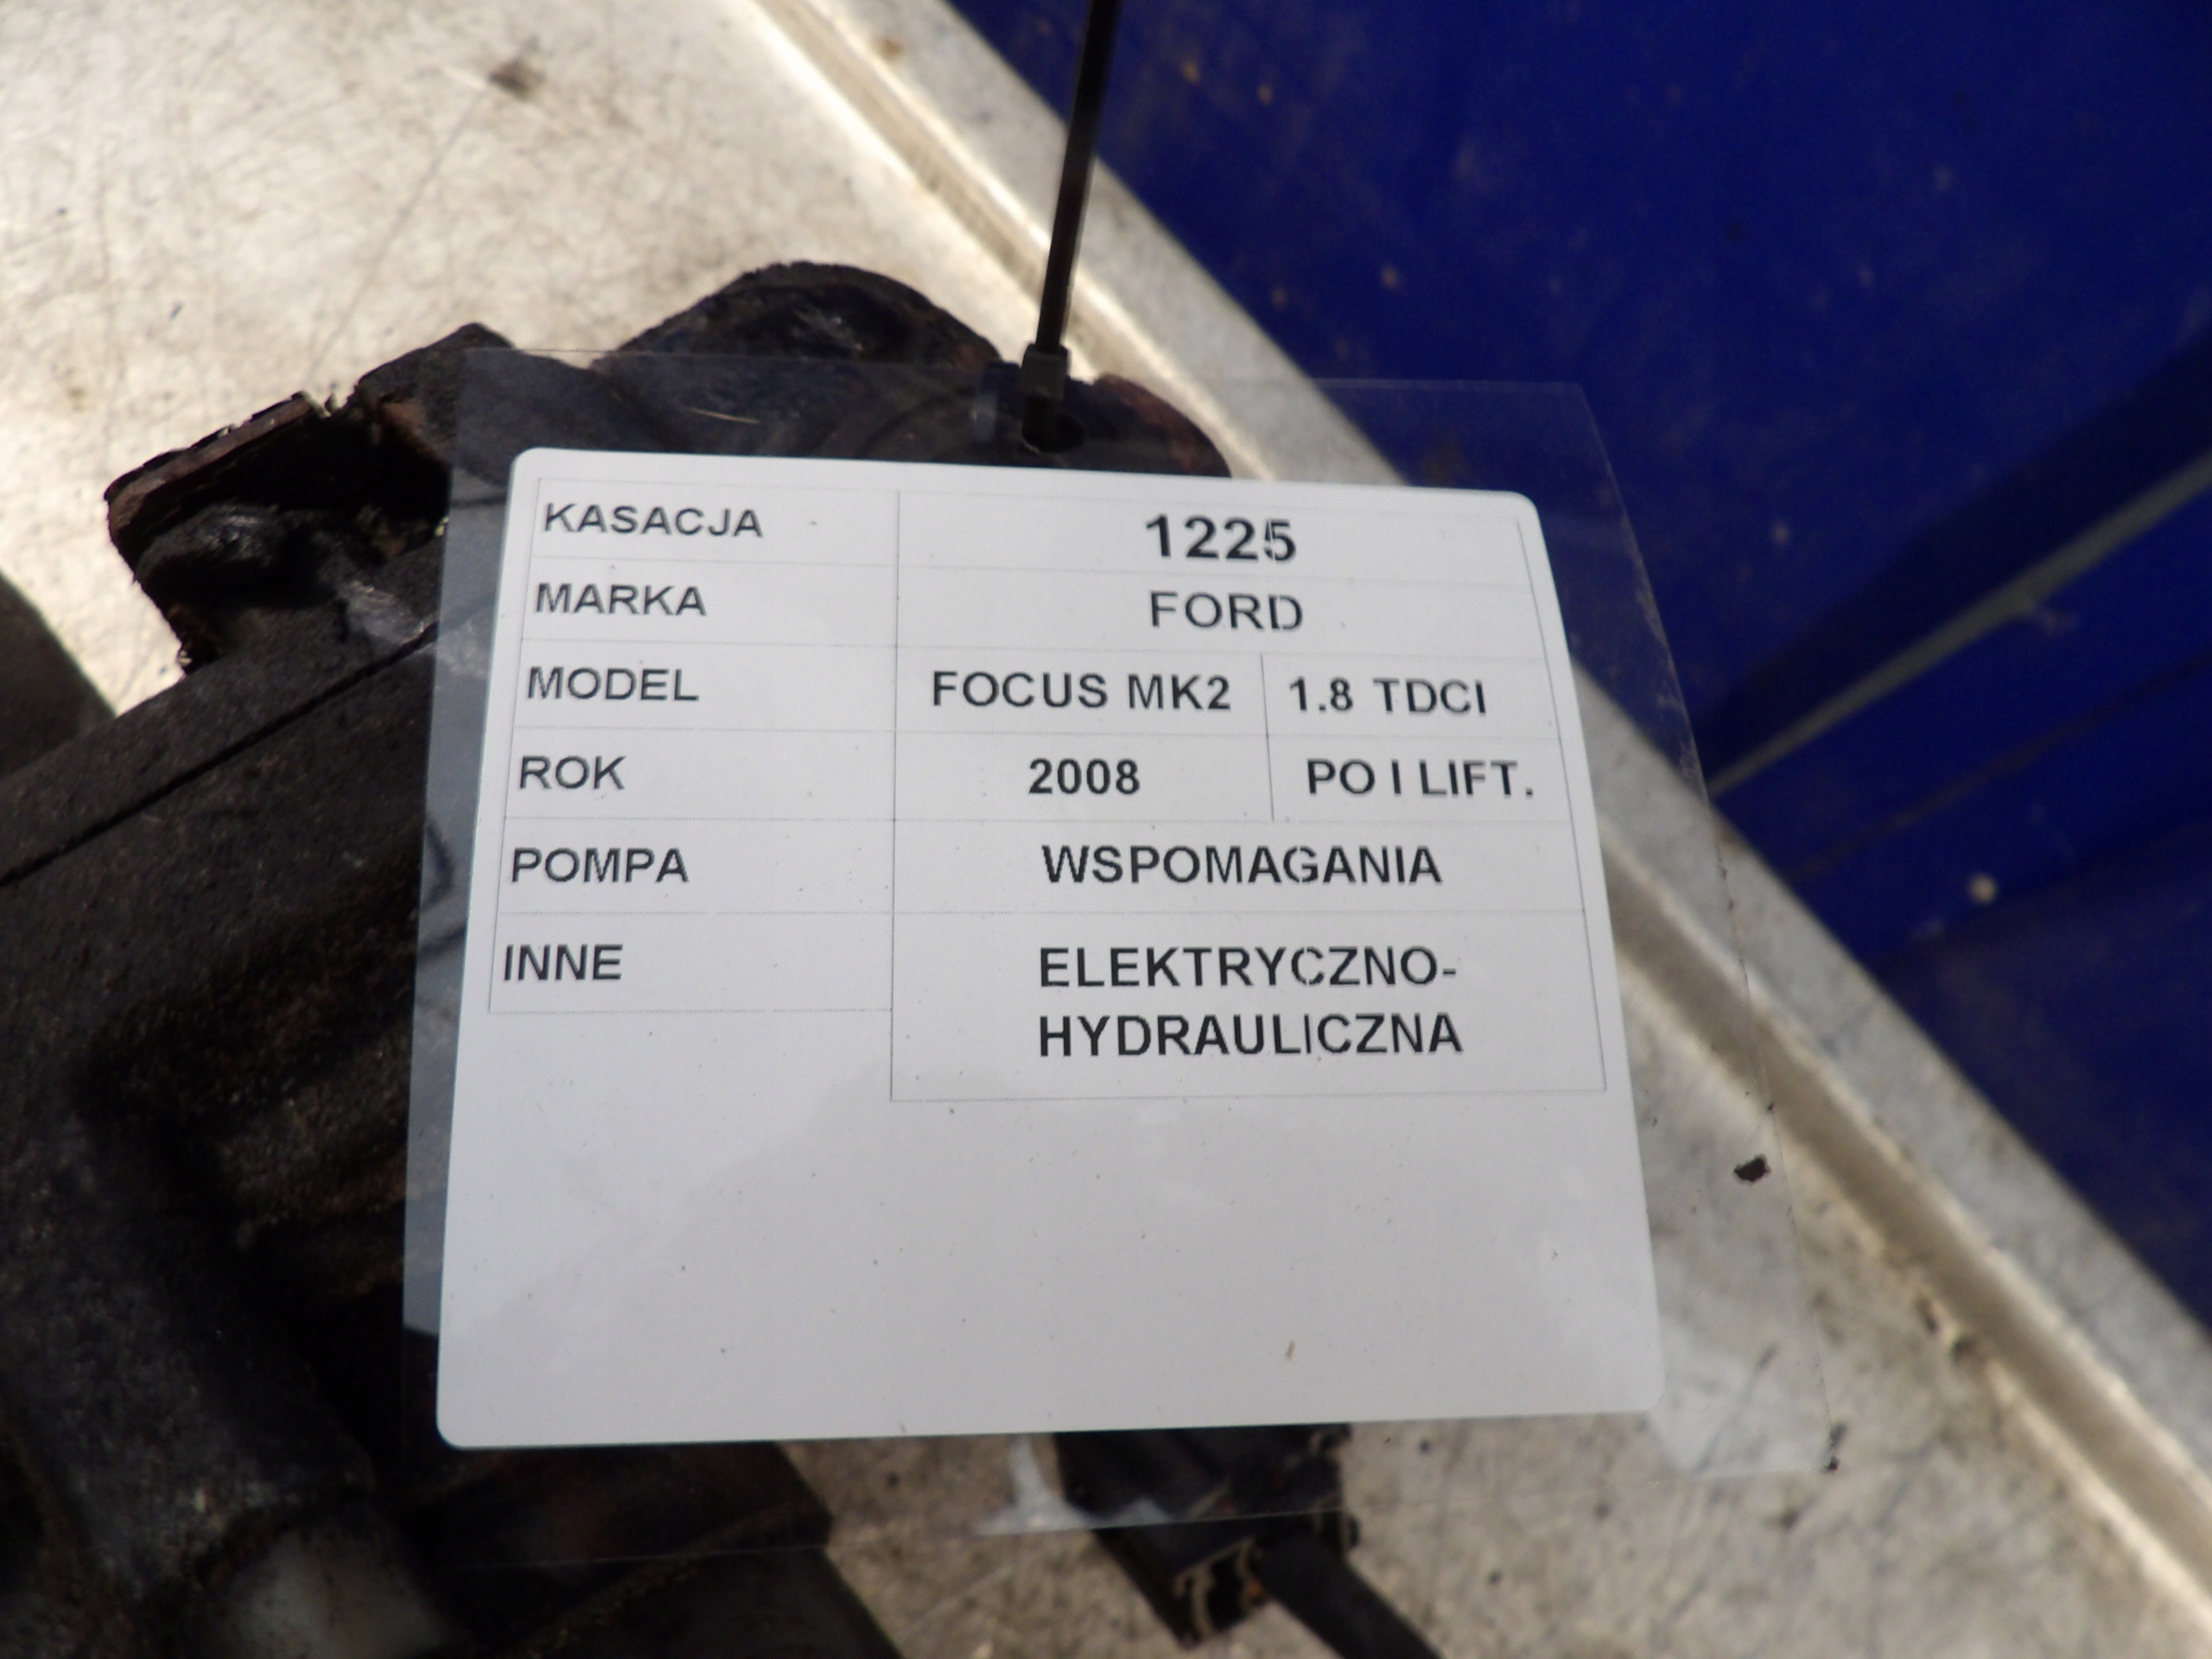 KASACJA 1225
MARKA FORD
MODEL FOCUS MK2 1.8 TDCI
ROK 2008 PO I LIFT.
POMPA WSPOMAGANIA
INNE ELEKTRYCZNO-
HYDRAULICZNA